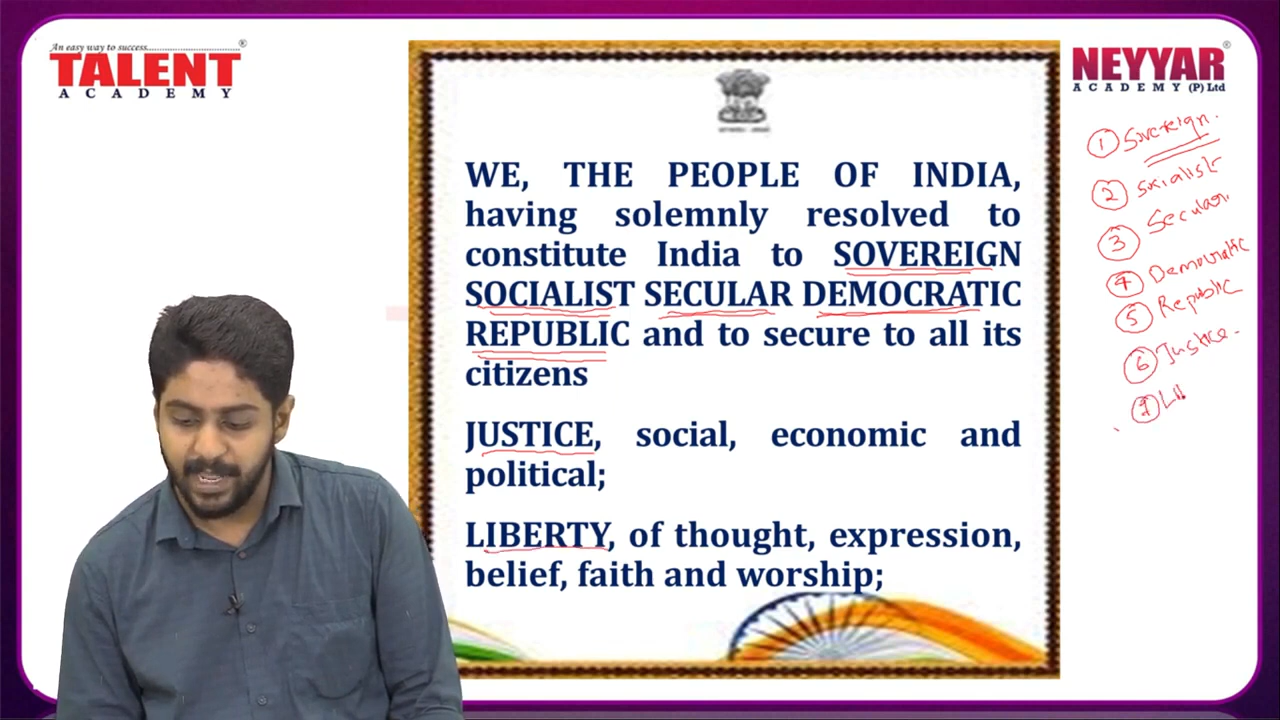 An easy way to success......................................
TALENT
ACADEMY
NEYYAR
ACADEMY (P) Ltd
WE, THE PEOPLE OF INDIA,
having solemnly resolved to
constitute India to SOVEREIGN
SOCIALIST SECULAR DEMOCRATIC
REPUBLIC and to secure to all its
citizens
JUSTICE, social, economic and
political;
LIBERTY, of thought, expression,
belief, faith and worship;
1 Sovereign.
2 Socialist
3 Secular
4 Democratic
5 Republic
6 Justice
7 Lib